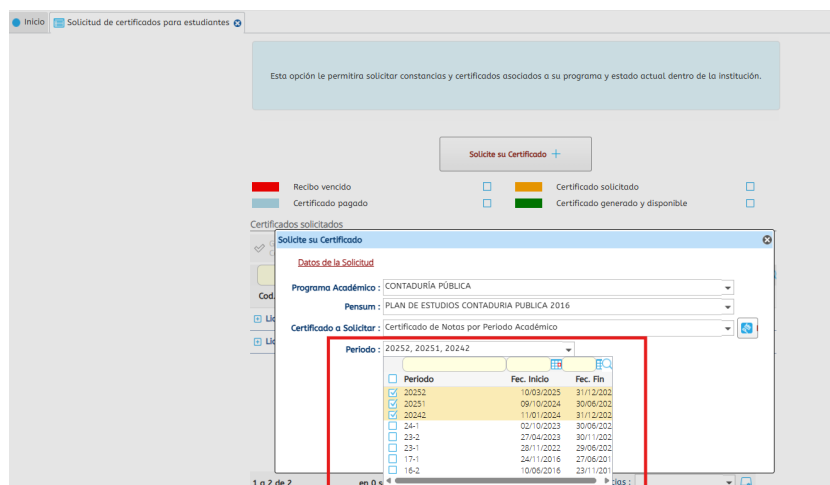 Inicio Solicitud de certificados para estudiantes
Esta opción le permitira solicitar constancias y certificados asociados a su programa y estado actual dentro de la institución.
Solicite su Certificado
Recibo vencido Certificado solicitado
Certificado pagado Certificado generado y disponible
Certificados solicitados
Solicite su Certificado
Datos de la Solicitud
Programa Académico : CONTADURÍA PÚBLICA
Cod.
Pensum : PLAN DE ESTUDIOS CONTADURIA PUBLICA 2016
Certificado a Solicitar : Certificado de Notas por Periodo Académico
Periodo : 20252, 20251, 20242
Periodo Fec. Inicio Fec. Fin
20252 10/03/2025 31/12/202
20251 09/10/2024 30/06/202
20242 11/01/2024 31/12/202
24-1 02/10/2023 30/06/202
23-2 27/04/2023 30/11/202
23-1 28/11/2022 29/06/202
17-1 24/11/2016 27/06/201
16-2 10/06/2016 23/11/201
1 a 2 de 2 en 0 s